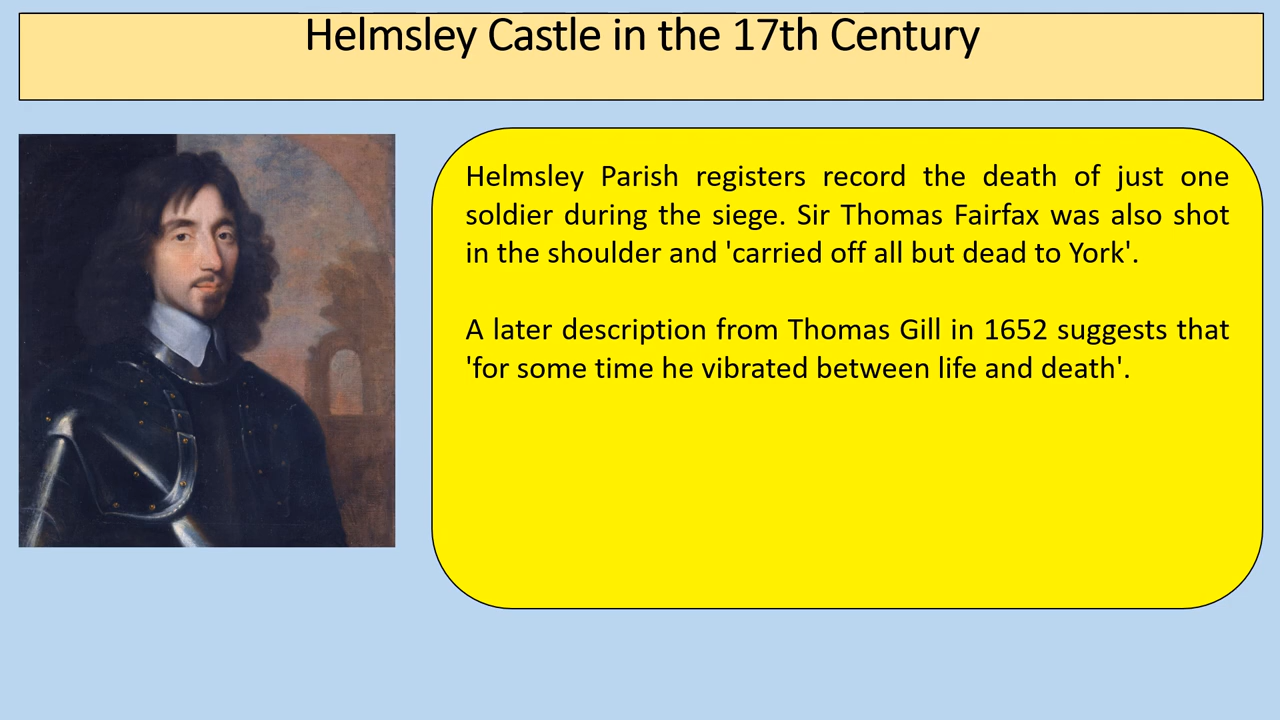 Helmsley Castle in the 17th Century
Helmsley Parish registers record the death of just one
soldier during the siege. Sir Thomas Fairfax was also shot
in the shoulder and 'carried off all but dead to York'.
A later description from Thomas Gill in 1652 suggests that
'for some time he vibrated between life and death'.